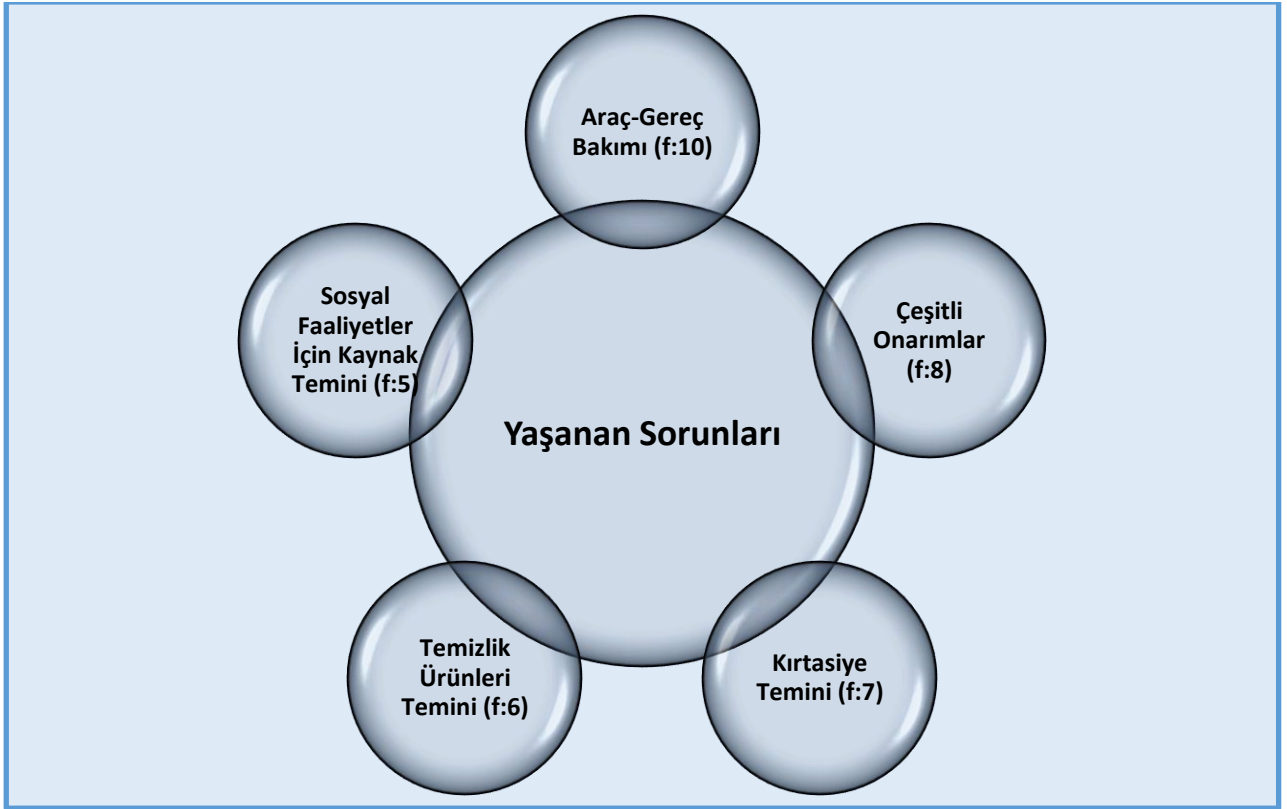 Araç-Gereç
Bakımı (f:10)
Çeşitli
Onarımlar
(f:8)
Kırtasiye
Temini (f:7)
Temizlik
Ürünleri
Temini (f:6)
Sosyal
Faaliyetler
İçin Kaynak
Temini (f:5)
Yaşanan Sorunları